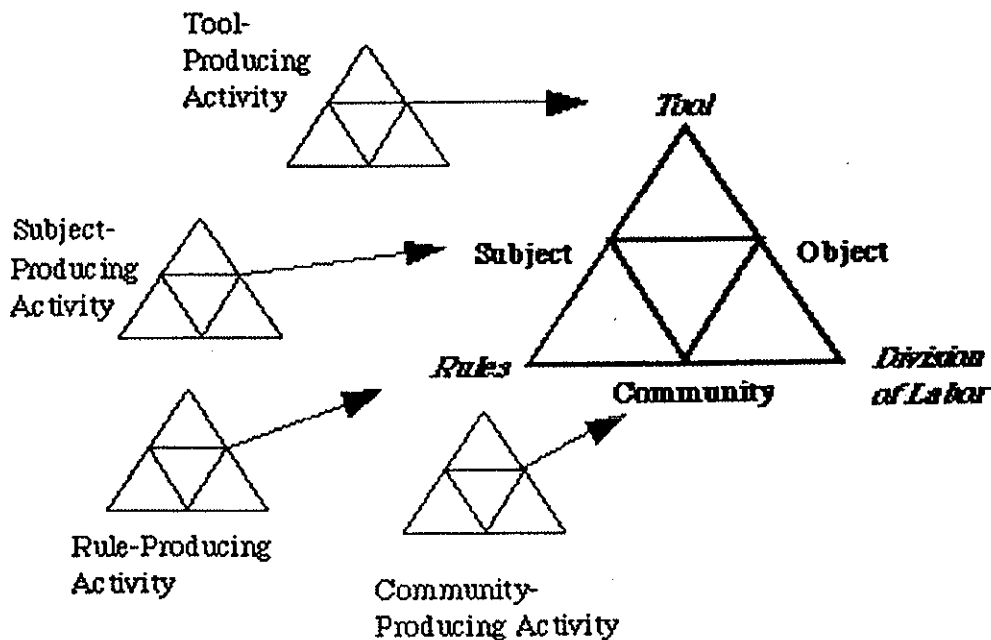 Tool-
Producing
Activity
Tool
Subject-
Producing
Activity
Subject
Object
Rules
Community
Division
of Labor
Rule-Producing
Activity
Community-
Producing Activity